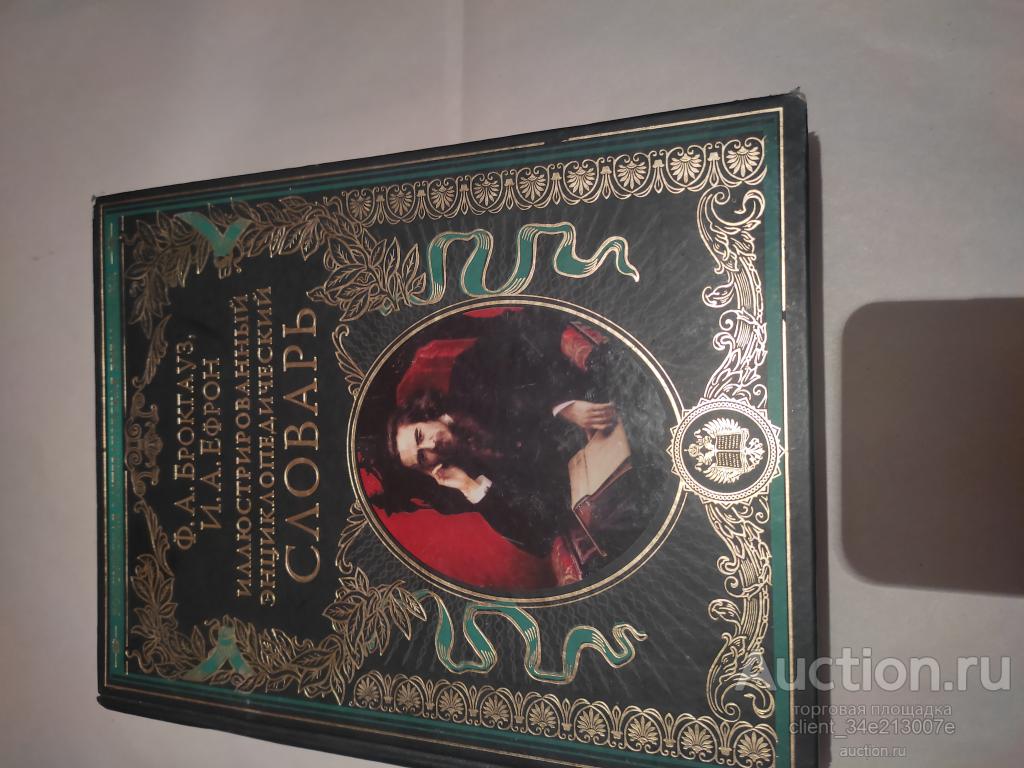 Ф. А. БРОКГАУЗ,
И. А. ЕФРОН
ИЛЛЮСТРИРОВАННЫЙ
ЭНЦИКЛОПЕДИЧЕСКИЙ
СЛОВАРЬ
Auction.ru
торговая площадка
client_34e213007e
auction.ru